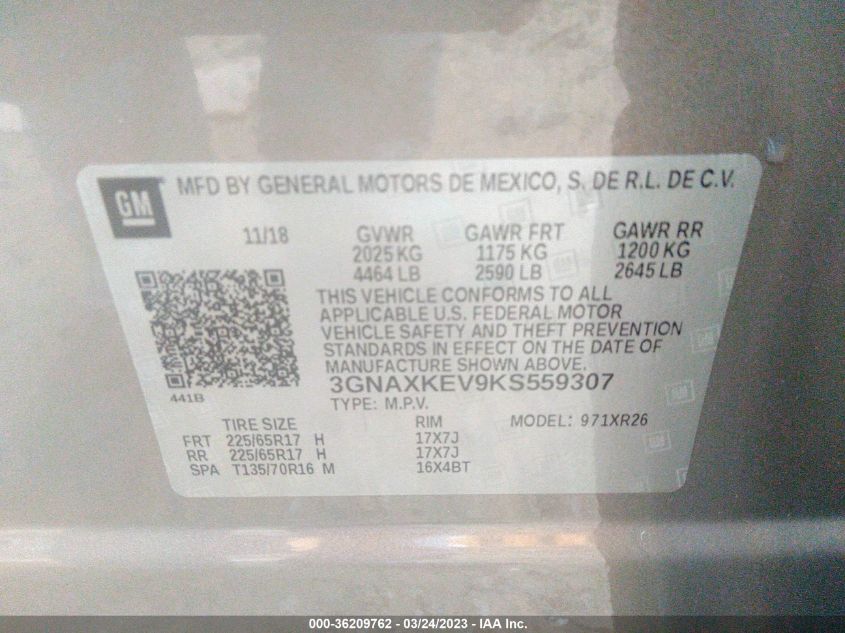 GM MFD BY GENERAL MOTORS DE MEXICO, S. DE R.L. DE C.V.
11/18 GVWR GAWR FRT GAWR RR
2025 KG 1175 KG 1200 KG
4464 LB 2590 LB 2645 LB
THIS VEHICLE CONFORMS TO ALL
APPLICABLE U.S. FEDERAL MOTOR
VEHICLE SAFETY AND THEFT PREVENTION
STANDARDS IN EFFECT ON THE DATE OF
MANUFACTURE SHOWN ABOVE.
3GNAXKEV9KS559307
441B
TYPE: M.P.V.
TIRE SIZE RIM MODEL: 971XR26
FRT 225/65R17 H 17X7J
RR 225/65R17 H 17X7J
SPA T135/70R16 M 16X4BT
000-36209762 - 03/24/2023 - IAA Inc.